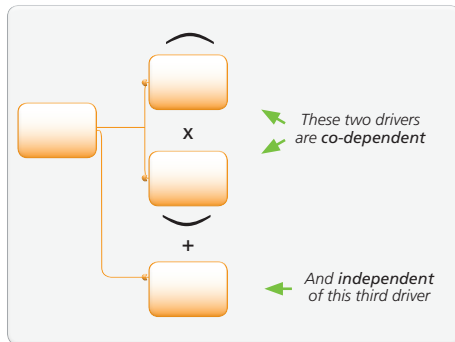 x
These two drivers
are co-dependent
+
And independent
of this third driver